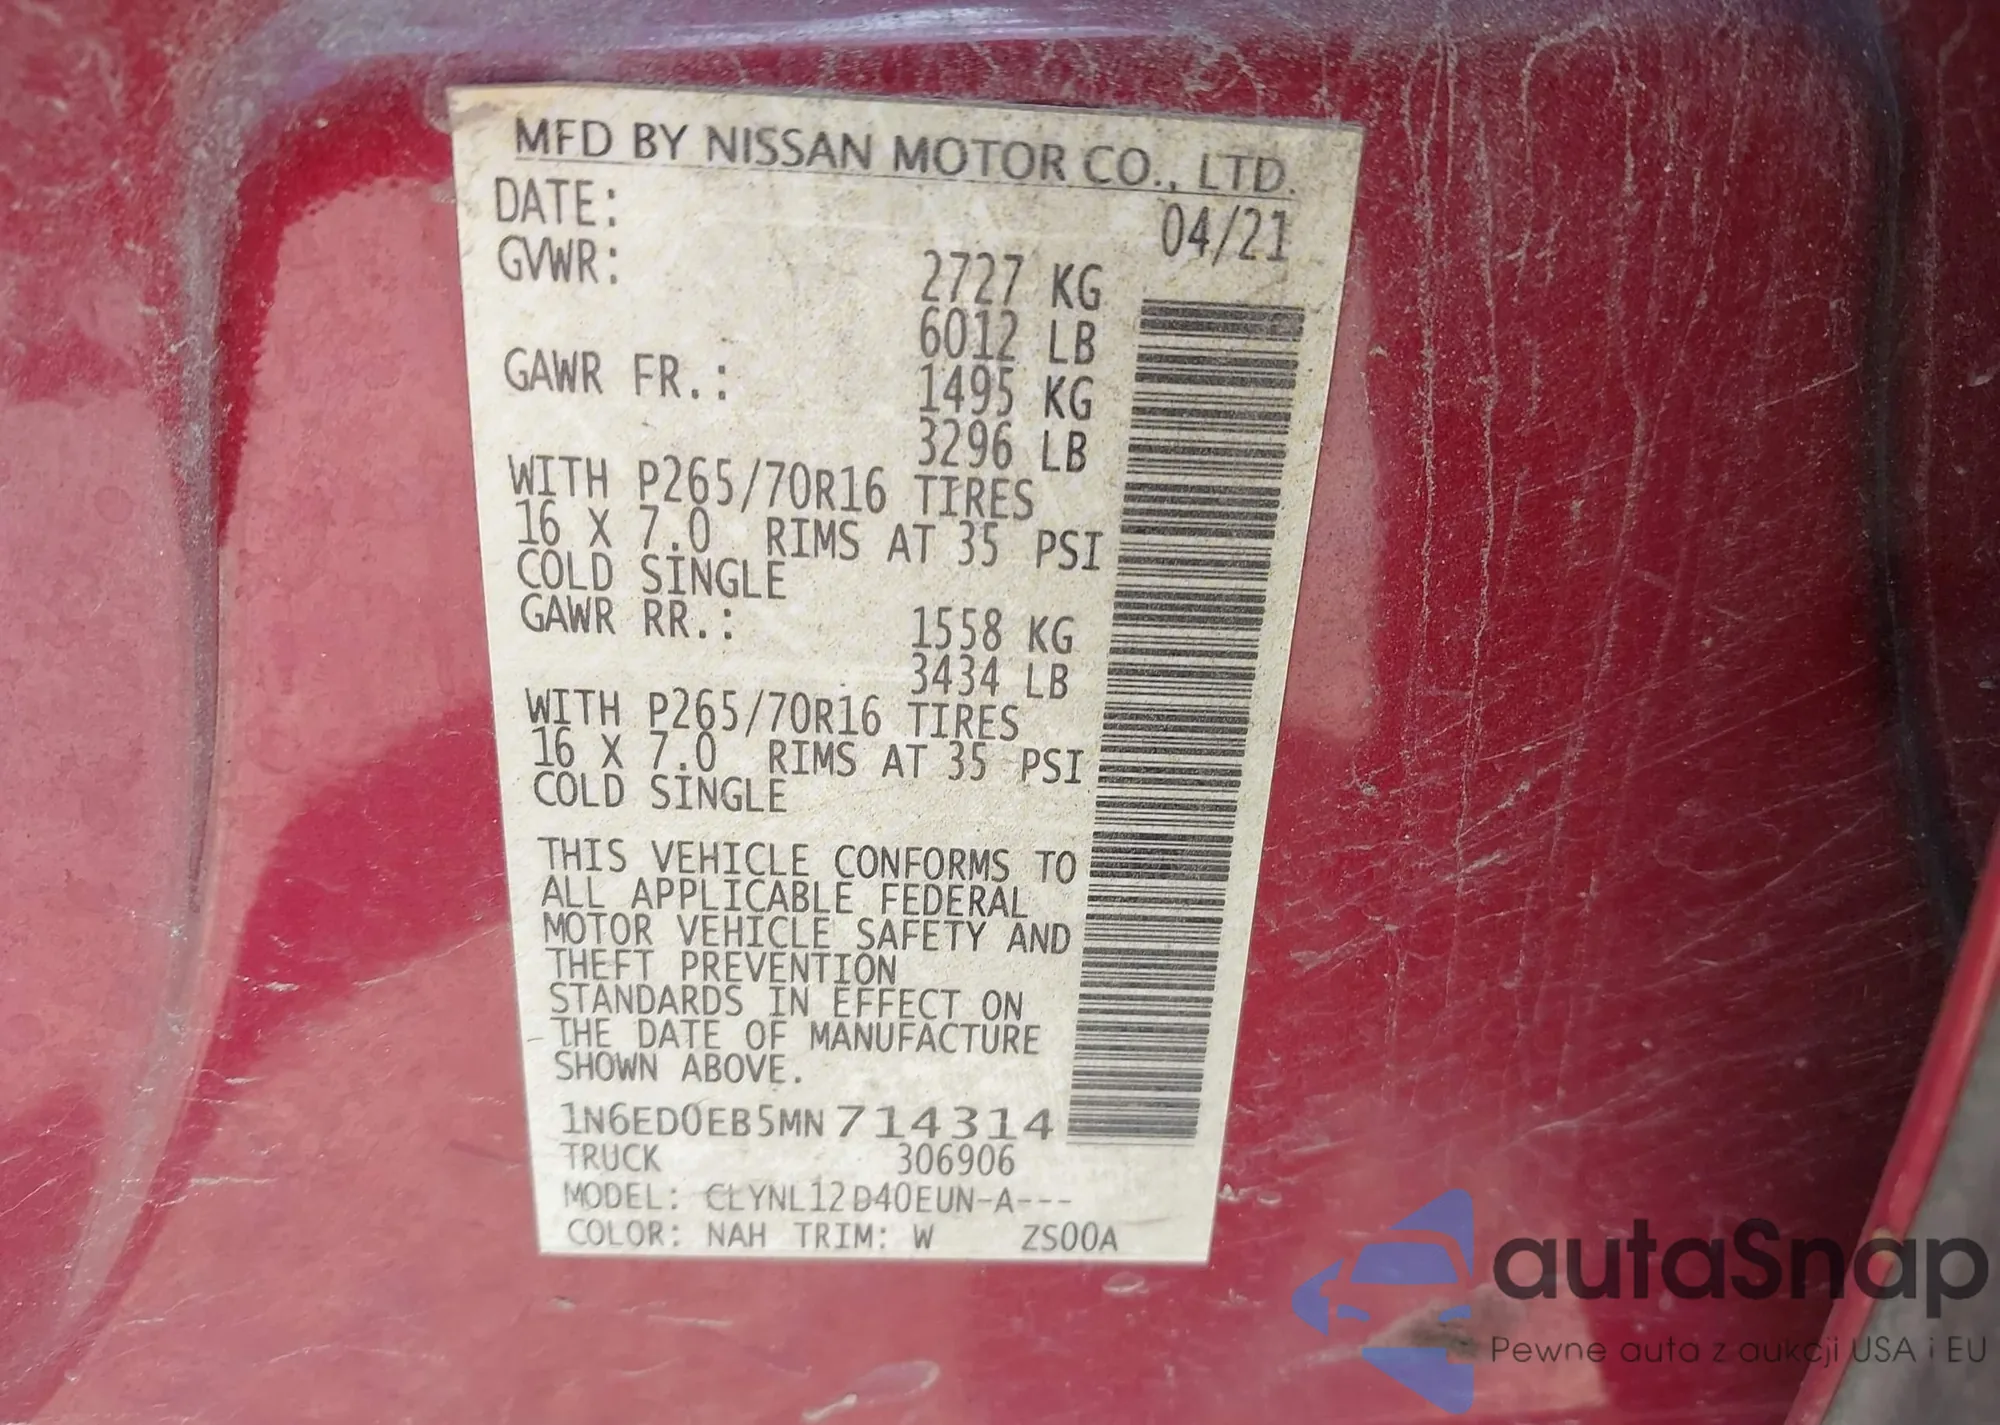 MFD BY NISSAN MOTOR CO., LTD.
DATE: 04/21
GVWR: 2727 KG
6012 LB
GAWR FR.: 1495 KG
3296 LB
WITH P265/70R16 TIRES
16 X 7.0 RIMS AT 35 PSI
COLD SINGLE
GAWR RR.: 1558 KG
3434 LB
WITH P265/70R16 TIRES
16 X 7.0 RIMS AT 35 PSI
COLD SINGLE
THIS VEHICLE CONFORMS TO
ALL APPLICABLE FEDERAL
MOTOR VEHICLE SAFETY AND
THEFT PREVENTION
STANDARDS IN EFFECT ON
THE DATE OF MANUFACTURE
SHOWN ABOVE.
1N6ED0EB5MN714314
TRUCK 306906
MODEL: CLYNL12D40EUN-A---
COLOR: NAH TRIM: W ZS00A
autaSnap
Pewne auta z aukcji USA i EU